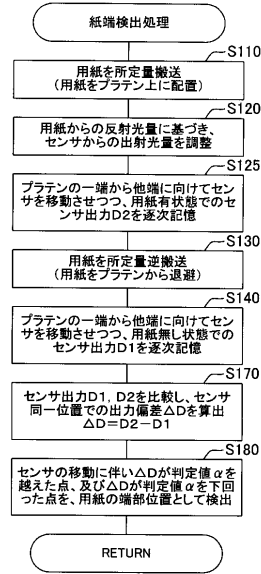 紙端検出処理
S110
用紙を所定量搬送
(用紙をプラテン上に配置)
S120
用紙からの反射光量に基づき、
センサからの出射光量を調整
S125
プラテンの一端から他端に向けてセン
サを移動させつつ、用紙有状態での
センサ出力D2を逐次記憶
S130
用紙を所定量逆搬送
(用紙をプラテンから退避)
S140
プラテンの一端から他端に向けてセン
サを移動させつつ、用紙無し状態での
センサ出力D1を逐次記憶
S170
センサ出力D1, D2を比較し、センサ
同一位置での出力偏差△Dを算出
△D=D2-D1
S180
センサの移動に伴い△Dが判定値αを
越えた点、及び△Dが判定値αを下回
った点を、用紙の端部位置として検出
RETURN